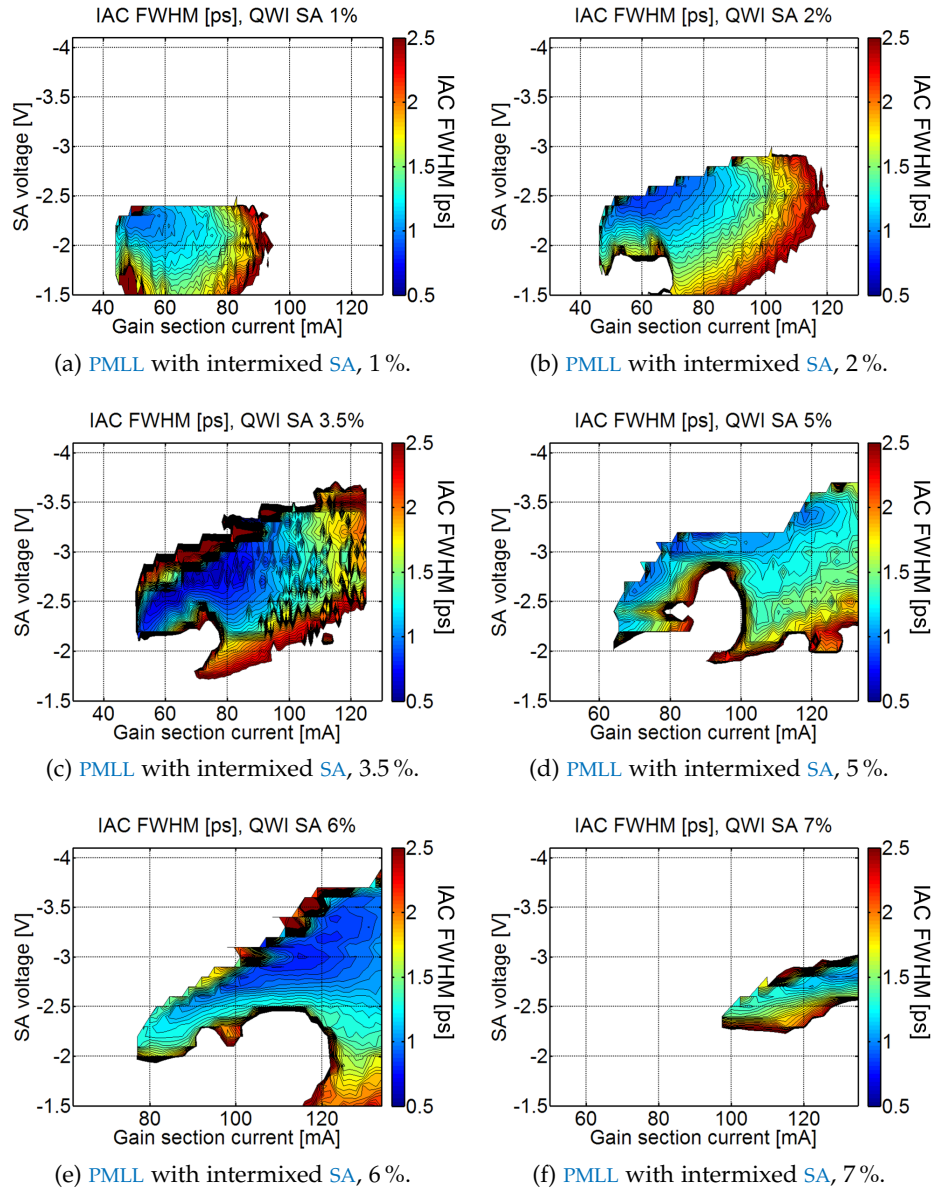 IAC FWHM [ps], QWI SA 1%
-4
-3.5
-3
-2.5
-2
-1.5
SA voltage [V]
40 60 80 100 120
Gain section current [mA]
2.5
2
1.5
1
0.5
IAC FWHM [ps]
(a) PMLL with intermixed SA, 1 %.
IAC FWHM [ps], QWI SA 2%
-4
-3.5
-3
-2.5
-2
-1.5
SA voltage [V]
40 60 80 100 120
Gain section current [mA]
2.5
2
1.5
1
0.5
IAC FWHM [ps]
(b) PMLL with intermixed SA, 2 %.
IAC FWHM [ps], QWI SA 3.5%
-4
-3.5
-3
-2.5
-2
-1.5
SA voltage [V]
40 60 80 100 120
Gain section current [mA]
2.5
2
1.5
1
0.5
IAC FWHM [ps]
(c) PMLL with intermixed SA, 3.5 %.
IAC FWHM [ps], QWI SA 5%
-4
-3.5
-3
-2.5
-2
-1.5
SA voltage [V]
60 80 100 120
Gain section current [mA]
2.5
2
1.5
1
0.5
IAC FWHM [ps]
(d) PMLL with intermixed SA, 5 %.
IAC FWHM [ps], QWI SA 6%
-4
-3.5
-3
-2.5
-2
-1.5
SA voltage [V]
80 100 120
Gain section current [mA]
2.5
2
1.5
1
0.5
IAC FWHM [ps]
(e) PMLL with intermixed SA, 6 %.
IAC FWHM [ps], QWI SA 7%
-4
-3.5
-3
-2.5
-2
-1.5
SA voltage [V]
60 80 100 120
Gain section current [mA]
2.5
2
1.5
1
0.5
IAC FWHM [ps]
(f) PMLL with intermixed SA, 7 %.